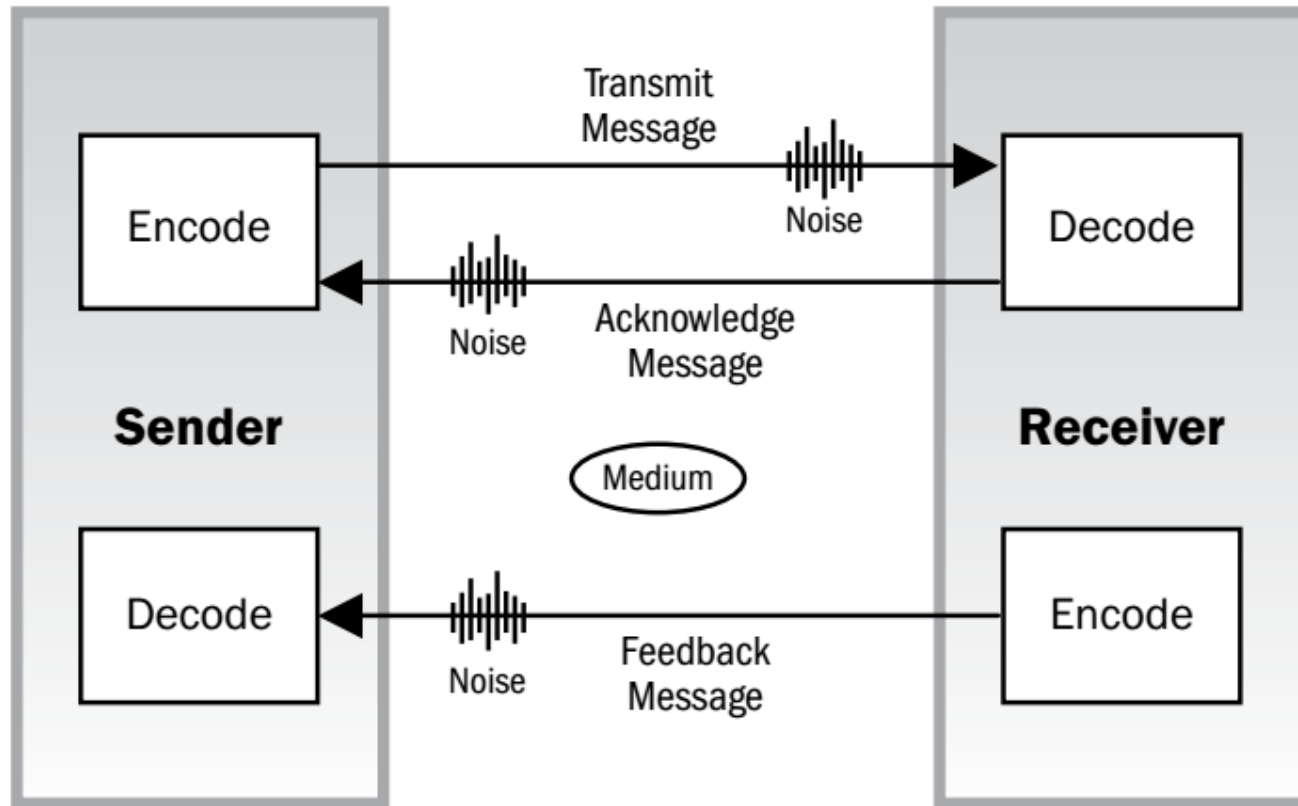 Transmit
Message
Encode
Noise
Decode
Noise
Acknowledge
Message
Sender
Receiver
Medium
Decode
Encode
Noise
Feedback
Message